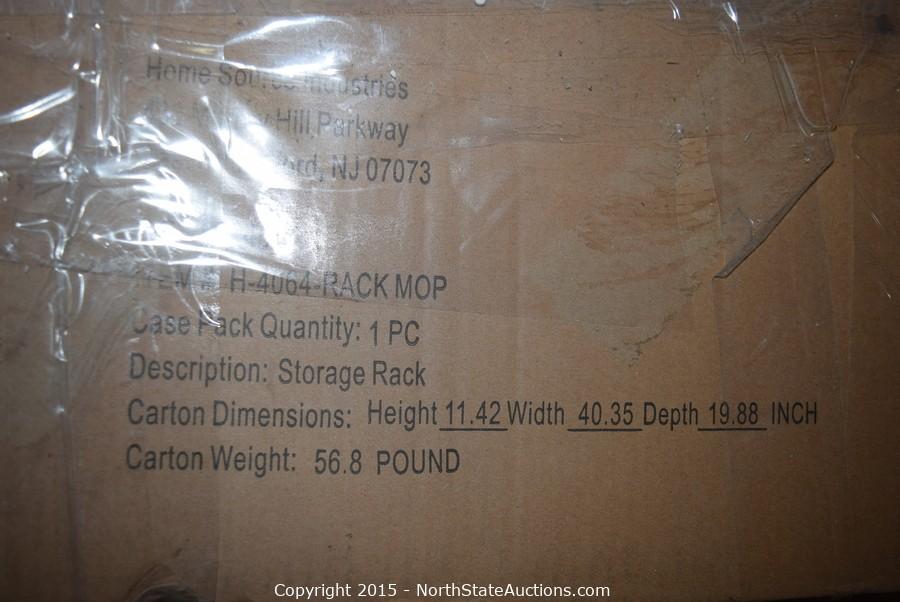 Home Source Industries
Hill Parkway
NJ 07073
ITEM #: H-4064-RACK MOP
Case Pack Quantity: 1 PC
Description: Storage Rack
Carton Dimensions: Height 11.42 Width 40.35 Depth 19.88 INCH
Carton Weight: 56.8 POUND
Copyright 2015 - NorthStateAuctions.com